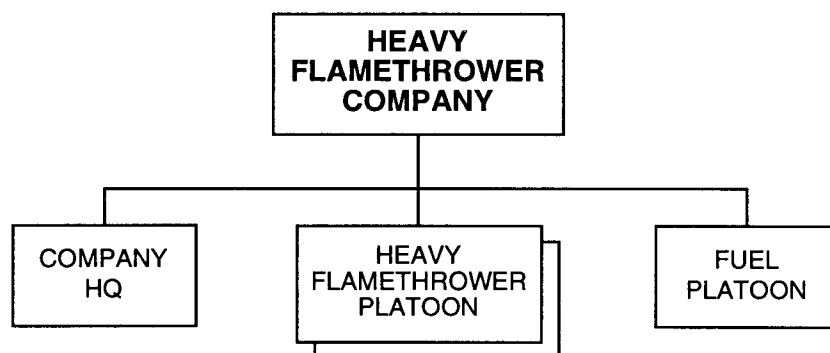 HEAVY
FLAMETHROWER
COMPANY
COMPANY
HQ
HEAVY
FLAMETHROWER
PLATOON
FUEL
PLATOON